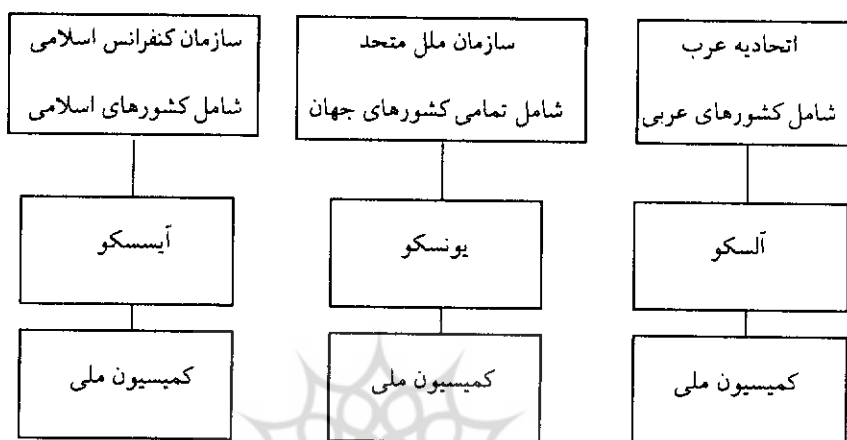 اتحادیه عرب
شامل کشورهای عربی
آلسکو
کمیسیون ملی
سازمان ملل متحد
شامل تمامی کشورهای جهان
یونسکو
کمیسیون ملی
سازمان کنفرانس اسلامی
شامل کشورهای اسلامی
آیسسکو
کمیسیون ملی